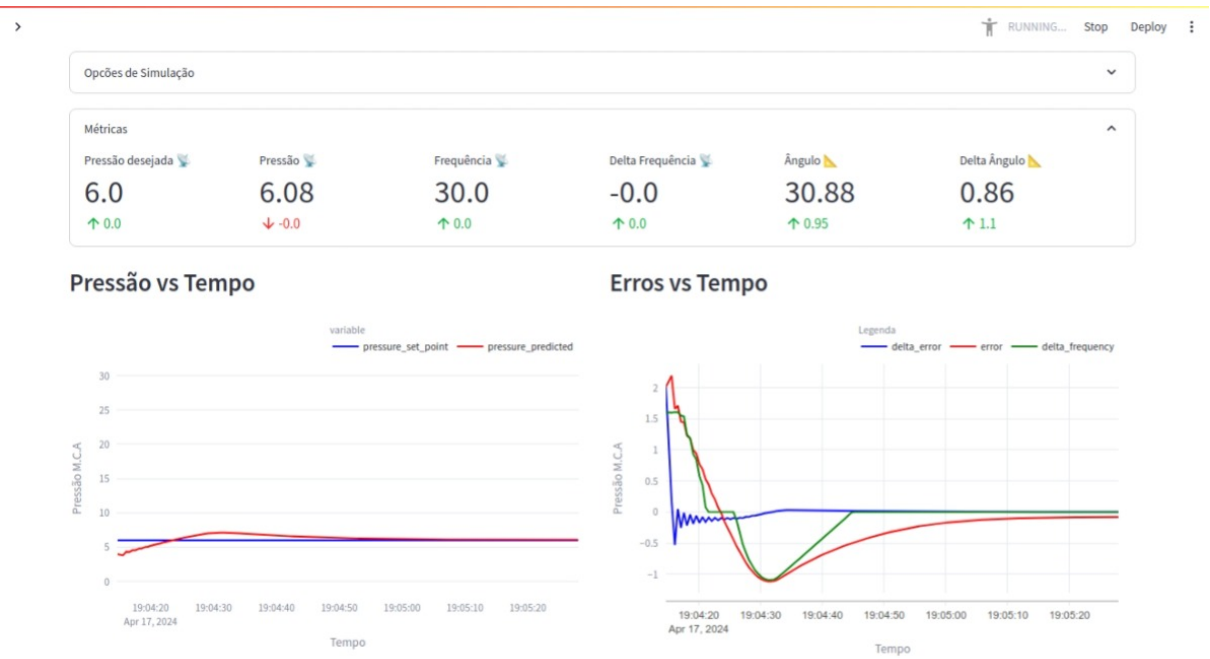 RUNNING... Stop Deploy
Opcões de Simulação
Métricas
Pressão desejada 📡 Pressão 📡 Frequência 📡 Delta Frequência 📡 Ângulo 📐 Delta Ângulo 📐
6.0 6.08 30.0 -0.0 30.88 0.86
↑ 0.0 ↓ -0.0 ↑ 0.0 ↑ 0.0 ↑ 0.95 ↑ 1.1
Pressão vs Tempo
variable
pressure_set_point pressure_predicted
30
25
20
15
10
5
0
Pressão M.C.A
19:04:20 19:04:30 19:04:40 19:04:50 19:05:00 19:05:10 19:05:20
Apr 17, 2024
Tempo
Erros vs Tempo
Legenda
delta_error error delta_frequency
2
1.5
1
0.5
0
−0.5
−1
Pressão M.C.A
19:04:20 19:04:30 19:04:40 19:04:50 19:05:00 19:05:10 19:05:20
Apr 17, 2024
Tempo